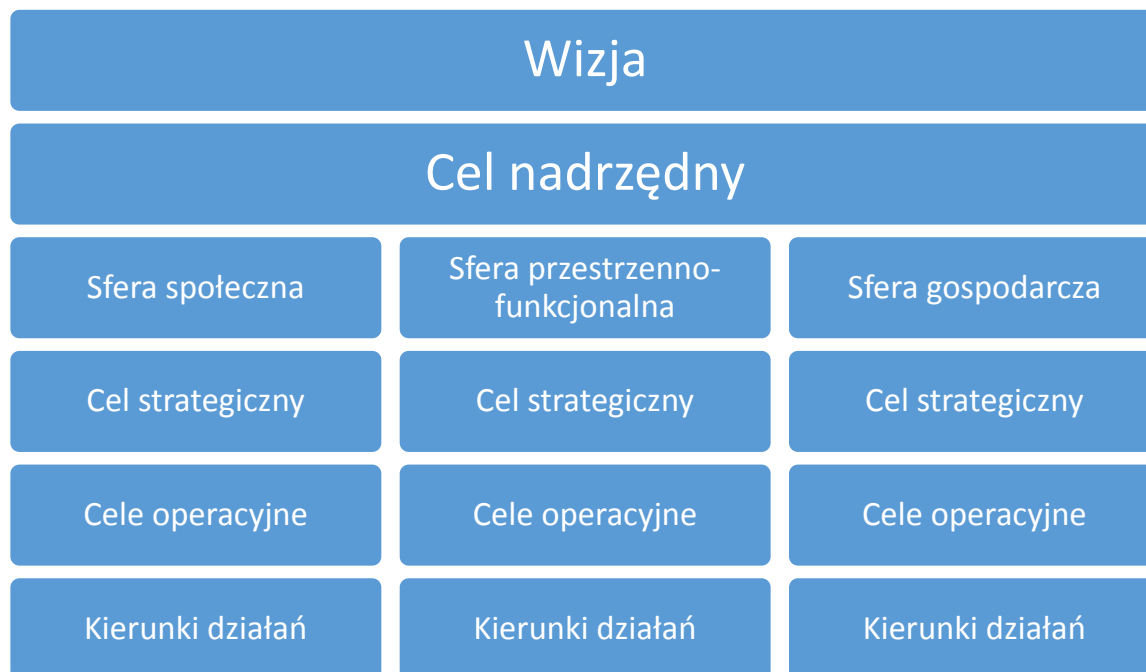 Wizja
Cel nadrzędny
Sfera społeczna
Sfera przestrzenno-
funkcjonalna
Sfera gospodarcza
Cel strategiczny
Cel strategiczny
Cel strategiczny
Cele operacyjne
Cele operacyjne
Cele operacyjne
Kierunki działań
Kierunki działań
Kierunki działań